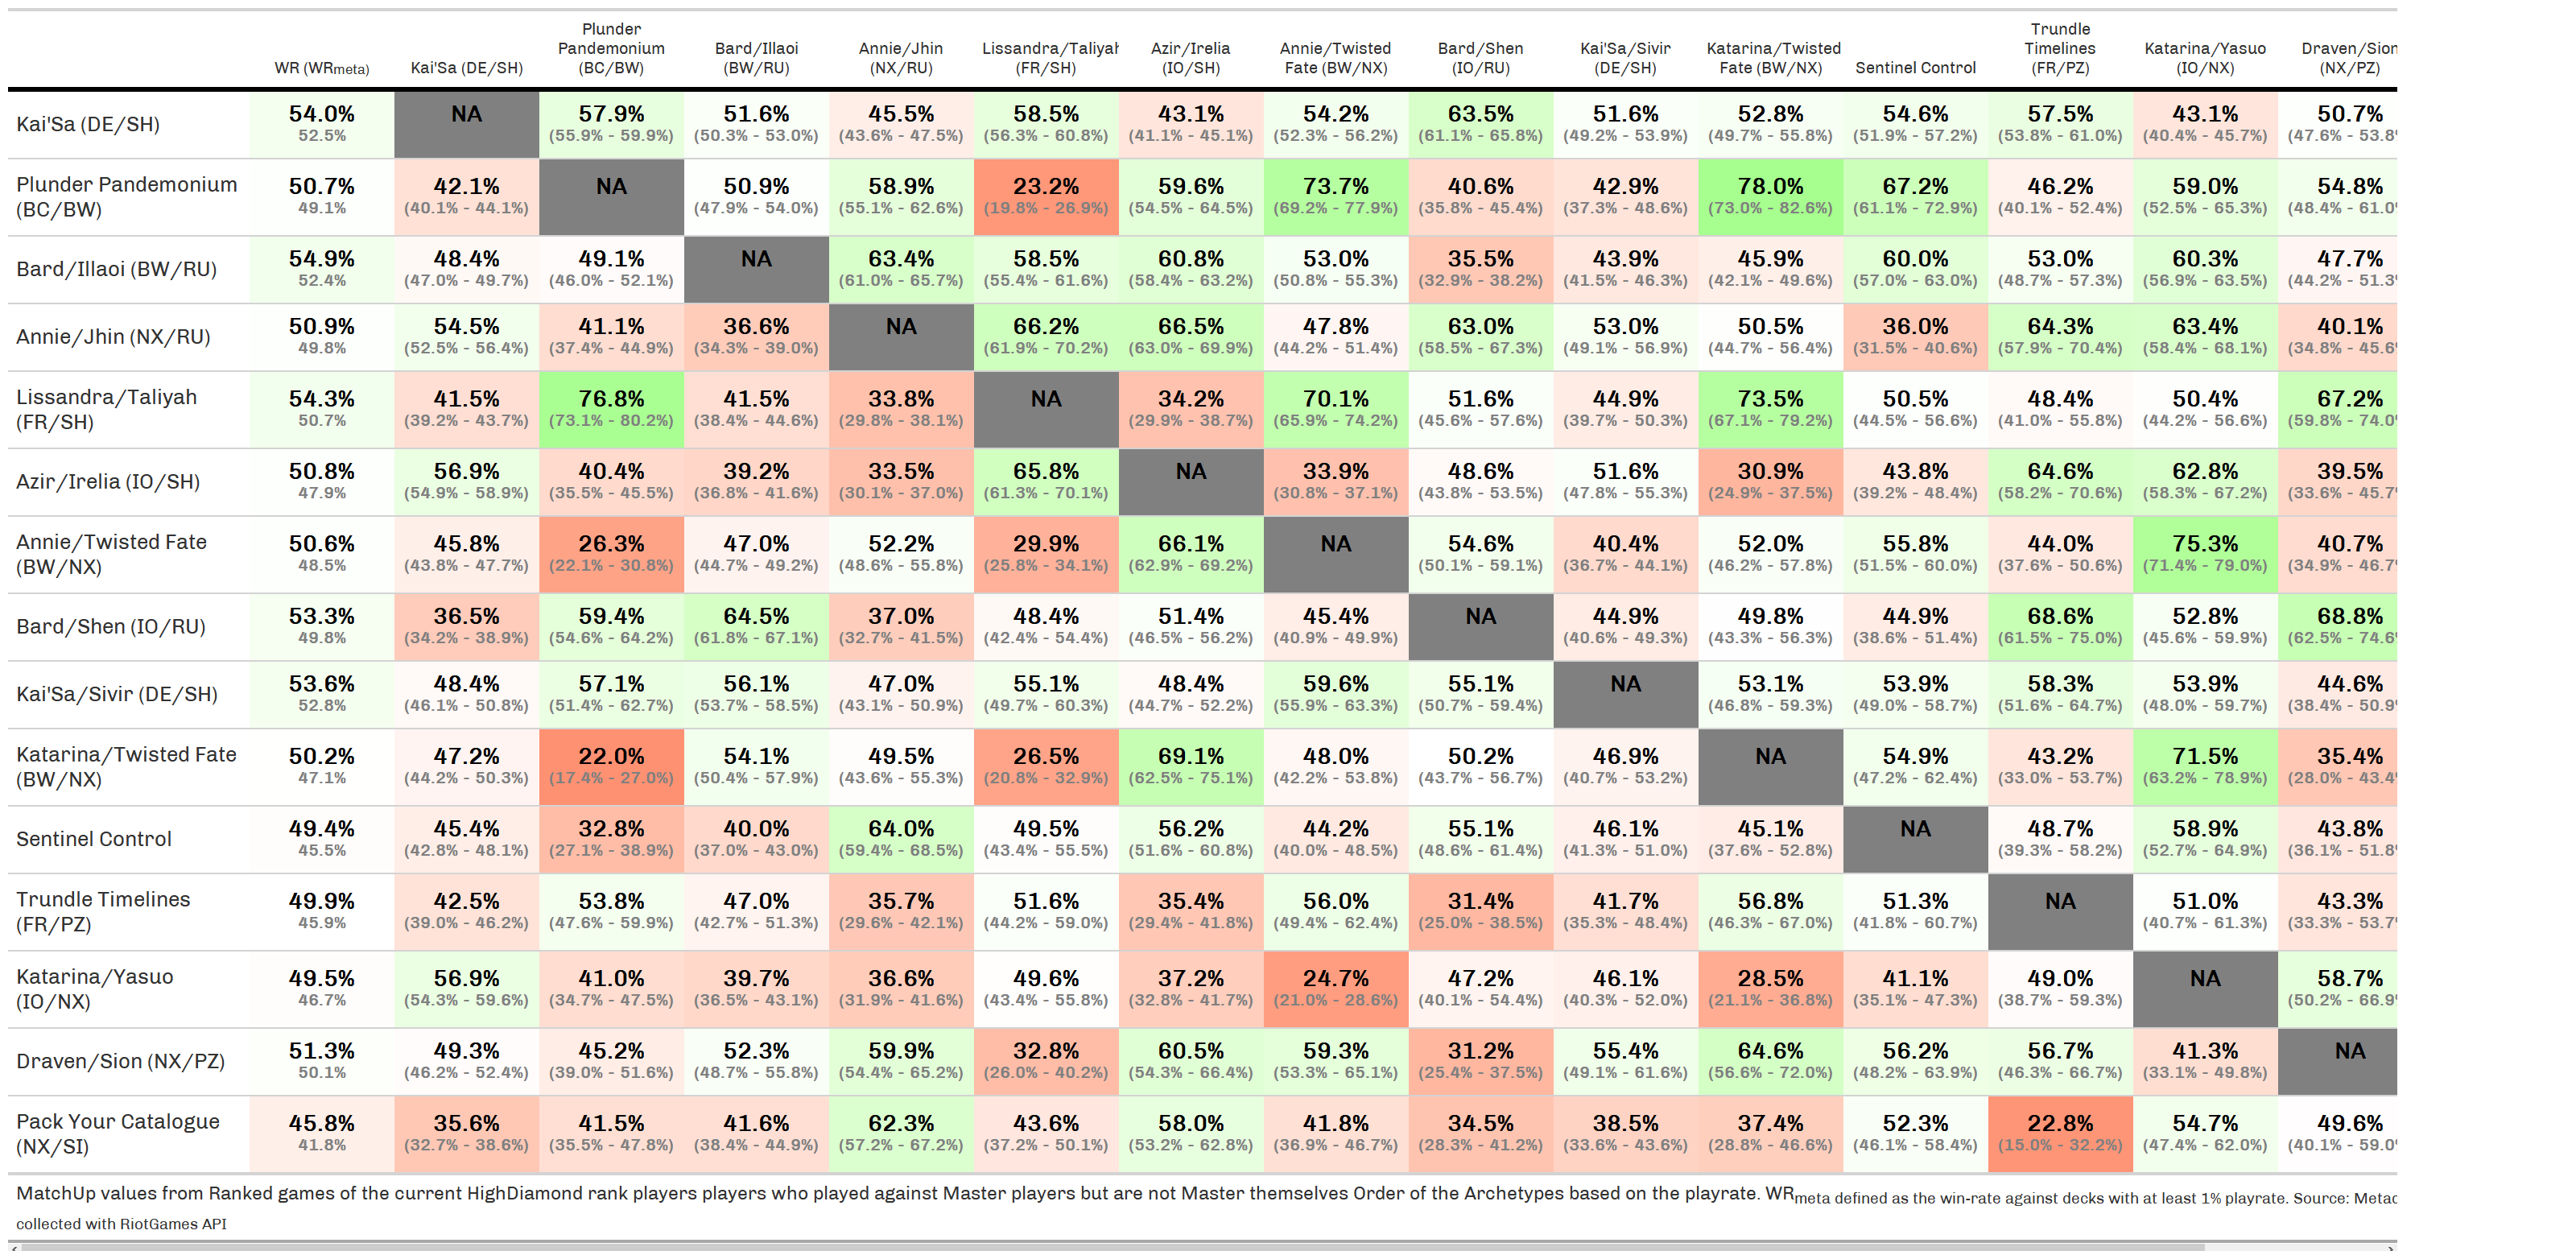 Plunder
Pandemonium
(BC/BW)
Trundle
Timelines
(FR/PZ)
WR (WRmeta) Kai'Sa (DE/SH) Bard/Illaoi (BW/RU) Annie/Jhin (NX/RU) Lissandra/Taliyah (FR/SH) Azir/Irelia (IO/SH) Annie/Twisted Fate (BW/NX) Bard/Shen (IO/RU) Kai'Sa/Sivir (DE/SH) Katarina/Twisted Fate (BW/NX) Sentinel Control Katarina/Yasuo (IO/NX) Draven/Sion (NX/PZ)
Kai'Sa (DE/SH) 54.0% NA 57.9% 51.6% 45.5% 58.5% 43.1% 54.2% 63.5% 51.6% 52.8% 54.6% 57.5% 43.1% 50.7%
52.5% (55.9% - 59.9%) (50.3% - 53.0%) (43.6% - 47.5%) (56.3% - 60.8%) (41.1% - 45.1%) (52.3% - 56.2%) (61.1% - 65.8%) (49.2% - 53.9%) (49.7% - 55.8%) (51.9% - 57.2%) (53.8% - 61.0%) (40.4% - 45.7%) (47.6% - 53.8%
Plunder Pandemonium (BC/BW) 50.7% 42.1% NA 50.9% 58.9% 23.2% 59.6% 73.7% 40.6% 42.9% 78.0% 67.2% 46.2% 59.0% 54.8%
49.1% (40.1% - 44.1%) (47.9% - 54.0%) (55.1% - 62.6%) (19.8% - 26.9%) (54.5% - 64.5%) (69.2% - 77.9%) (35.8% - 45.4%) (37.3% - 48.6%) (73.0% - 82.6%) (61.1% - 72.9%) (40.1% - 52.4%) (52.5% - 65.3%) (48.4% - 61.0%
Bard/Illaoi (BW/RU) 54.9% 48.4% 49.1% NA 63.4% 58.5% 60.8% 53.0% 35.5% 43.9% 45.9% 60.0% 53.0% 60.3% 47.7%
52.4% (47.0% - 49.7%) (46.0% - 52.1%) (61.0% - 65.7%) (55.4% - 61.6%) (58.4% - 63.2%) (50.8% - 55.3%) (32.9% - 38.2%) (41.5% - 46.3%) (42.1% - 49.6%) (57.0% - 63.0%) (48.7% - 57.3%) (56.9% - 63.5%) (44.2% - 51.3%
Annie/Jhin (NX/RU) 50.9% 54.5% 41.1% 36.6% NA 66.2% 66.5% 47.8% 63.0% 53.0% 50.5% 36.0% 64.3% 63.4% 40.1%
49.8% (52.5% - 56.4%) (37.4% - 44.9%) (34.3% - 39.0%) (61.9% - 70.2%) (63.0% - 69.9%) (44.2% - 51.4%) (58.5% - 67.3%) (49.1% - 56.9%) (44.7% - 56.4%) (31.5% - 40.6%) (57.9% - 70.4%) (58.4% - 68.1%) (34.8% - 45.6%
Lissandra/Taliyah (FR/SH) 54.3% 41.5% 76.8% 41.5% 33.8% NA 34.2% 70.1% 51.6% 44.9% 73.5% 50.5% 48.4% 50.4% 67.2%
50.7% (39.2% - 43.7%) (73.1% - 80.2%) (38.4% - 44.6%) (29.8% - 38.1%) (29.9% - 38.7%) (65.9% - 74.2%) (45.6% - 57.6%) (39.7% - 50.3%) (67.1% - 79.2%) (44.5% - 56.6%) (41.0% - 55.8%) (44.2% - 56.6%) (59.8% - 74.0%
Azir/Irelia (IO/SH) 50.8% 56.9% 40.4% 39.2% 33.5% 65.8% NA 33.9% 48.6% 51.6% 30.9% 43.8% 64.6% 62.8% 39.5%
47.9% (54.9% - 58.9%) (35.5% - 45.5%) (36.8% - 41.6%) (30.1% - 37.0%) (61.3% - 70.1%) (30.8% - 37.1%) (43.8% - 53.5%) (47.8% - 55.3%) (24.9% - 37.5%) (39.2% - 48.4%) (58.2% - 70.6%) (58.3% - 67.2%) (33.6% - 45.7%
Annie/Twisted Fate (BW/NX) 50.6% 45.8% 26.3% 47.0% 52.2% 29.9% 66.1% NA 54.6% 40.4% 52.0% 55.8% 44.0% 75.3% 40.7%
48.5% (43.8% - 47.7%) (22.1% - 30.8%) (44.7% - 49.2%) (48.6% - 55.8%) (25.8% - 34.1%) (62.9% - 69.2%) (50.1% - 59.1%) (36.7% - 44.1%) (46.2% - 57.8%) (51.5% - 60.0%) (37.6% - 50.6%) (71.4% - 79.0%) (34.9% - 46.7%
Bard/Shen (IO/RU) 53.3% 36.5% 59.4% 64.5% 37.0% 48.4% 51.4% 45.4% NA 44.9% 49.8% 44.9% 68.6% 52.8% 68.8%
49.8% (34.2% - 38.9%) (54.6% - 64.2%) (61.8% - 67.1%) (32.7% - 41.5%) (42.4% - 54.4%) (46.5% - 56.2%) (40.9% - 49.9%) (40.6% - 49.3%) (43.3% - 56.3%) (38.6% - 51.4%) (61.5% - 75.0%) (45.6% - 59.9%) (62.5% - 74.6%
Kai'Sa/Sivir (DE/SH) 53.6% 48.4% 57.1% 56.1% 47.0% 55.1% 48.4% 59.6% 55.1% NA 53.1% 53.9% 58.3% 53.9% 44.6%
52.8% (46.1% - 50.8%) (51.4% - 62.7%) (53.7% - 58.5%) (43.1% - 50.9%) (49.7% - 60.3%) (44.7% - 52.2%) (55.9% - 63.3%) (50.7% - 59.4%) (46.8% - 59.3%) (49.0% - 58.7%) (51.6% - 64.7%) (48.0% - 59.7%) (38.4% - 50.9%
Katarina/Twisted Fate (BW/NX) 50.2% 47.2% 22.0% 54.1% 49.5% 26.5% 69.1% 48.0% 50.2% 46.9% NA 54.9% 43.2% 71.5% 35.4%
47.1% (44.2% - 50.3%) (17.4% - 27.0%) (50.4% - 57.9%) (43.6% - 55.3%) (20.8% - 32.9%) (62.5% - 75.1%) (42.2% - 53.8%) (43.7% - 56.7%) (40.7% - 53.2%) (47.2% - 62.4%) (33.0% - 53.7%) (63.2% - 78.9%) (28.0% - 43.4%
Sentinel Control 49.4% 45.4% 32.8% 40.0% 64.0% 49.5% 56.2% 44.2% 55.1% 46.1% 45.1% NA 48.7% 58.9% 43.8%
45.5% (42.8% - 48.1%) (27.1% - 38.9%) (37.0% - 43.0%) (59.4% - 68.5%) (43.4% - 55.5%) (51.6% - 60.8%) (40.0% - 48.5%) (48.6% - 61.4%) (41.3% - 51.0%) (37.6% - 52.8%) (39.3% - 58.2%) (52.7% - 64.9%) (36.1% - 51.8%
Trundle Timelines (FR/PZ) 49.9% 42.5% 53.8% 47.0% 35.7% 51.6% 35.4% 56.0% 31.4% 41.7% 56.8% 51.3% NA 51.0% 43.3%
45.9% (39.0% - 46.2%) (47.6% - 59.9%) (42.7% - 51.3%) (29.6% - 42.1%) (44.2% - 59.0%) (29.4% - 41.8%) (49.4% - 62.4%) (25.0% - 38.5%) (35.3% - 48.4%) (46.3% - 67.0%) (41.8% - 60.7%) (40.7% - 61.3%) (33.3% - 53.7%
Katarina/Yasuo (IO/NX) 49.5% 56.9% 41.0% 39.7% 36.6% 49.6% 37.2% 24.7% 47.2% 46.1% 28.5% 41.1% 49.0% NA 58.7%
46.7% (54.3% - 59.6%) (34.7% - 47.5%) (36.5% - 43.1%) (31.9% - 41.6%) (43.4% - 55.8%) (32.8% - 41.7%) (21.0% - 28.6%) (40.1% - 54.4%) (40.3% - 52.0%) (21.1% - 36.8%) (35.1% - 47.3%) (38.7% - 59.3%) (50.2% - 66.9%
Draven/Sion (NX/PZ) 51.3% 49.3% 45.2% 52.3% 59.9% 32.8% 60.5% 59.3% 31.2% 55.4% 64.6% 56.2% 56.7% 41.3% NA
50.1% (46.2% - 52.4%) (39.0% - 51.6%) (48.7% - 55.8%) (54.4% - 65.2%) (26.0% - 40.2%) (54.3% - 66.4%) (53.3% - 65.1%) (25.4% - 37.5%) (49.1% - 61.6%) (56.6% - 72.0%) (48.2% - 63.9%) (46.3% - 66.7%) (33.1% - 49.8%)
Pack Your Catalogue (NX/SI) 45.8% 35.6% 41.5% 41.6% 62.3% 43.6% 58.0% 41.8% 34.5% 38.5% 37.4% 52.3% 22.8% 54.7% 49.6%
41.8% (32.7% - 38.6%) (35.5% - 47.8%) (38.4% - 44.9%) (57.2% - 67.2%) (37.2% - 50.1%) (53.2% - 62.8%) (36.9% - 46.7%) (28.3% - 41.2%) (33.6% - 43.6%) (28.8% - 46.6%) (46.1% - 58.4%) (15.0% - 32.2%) (47.4% - 62.0%) (40.1% - 59.0%
MatchUp values from Ranked games of the current HighDiamond rank players players who played against Master players but are not Master themselves Order of the Archetypes based on the playrate. WRmeta defined as the win-rate against decks with at least 1% playrate. Source:
collected with RiotGames API